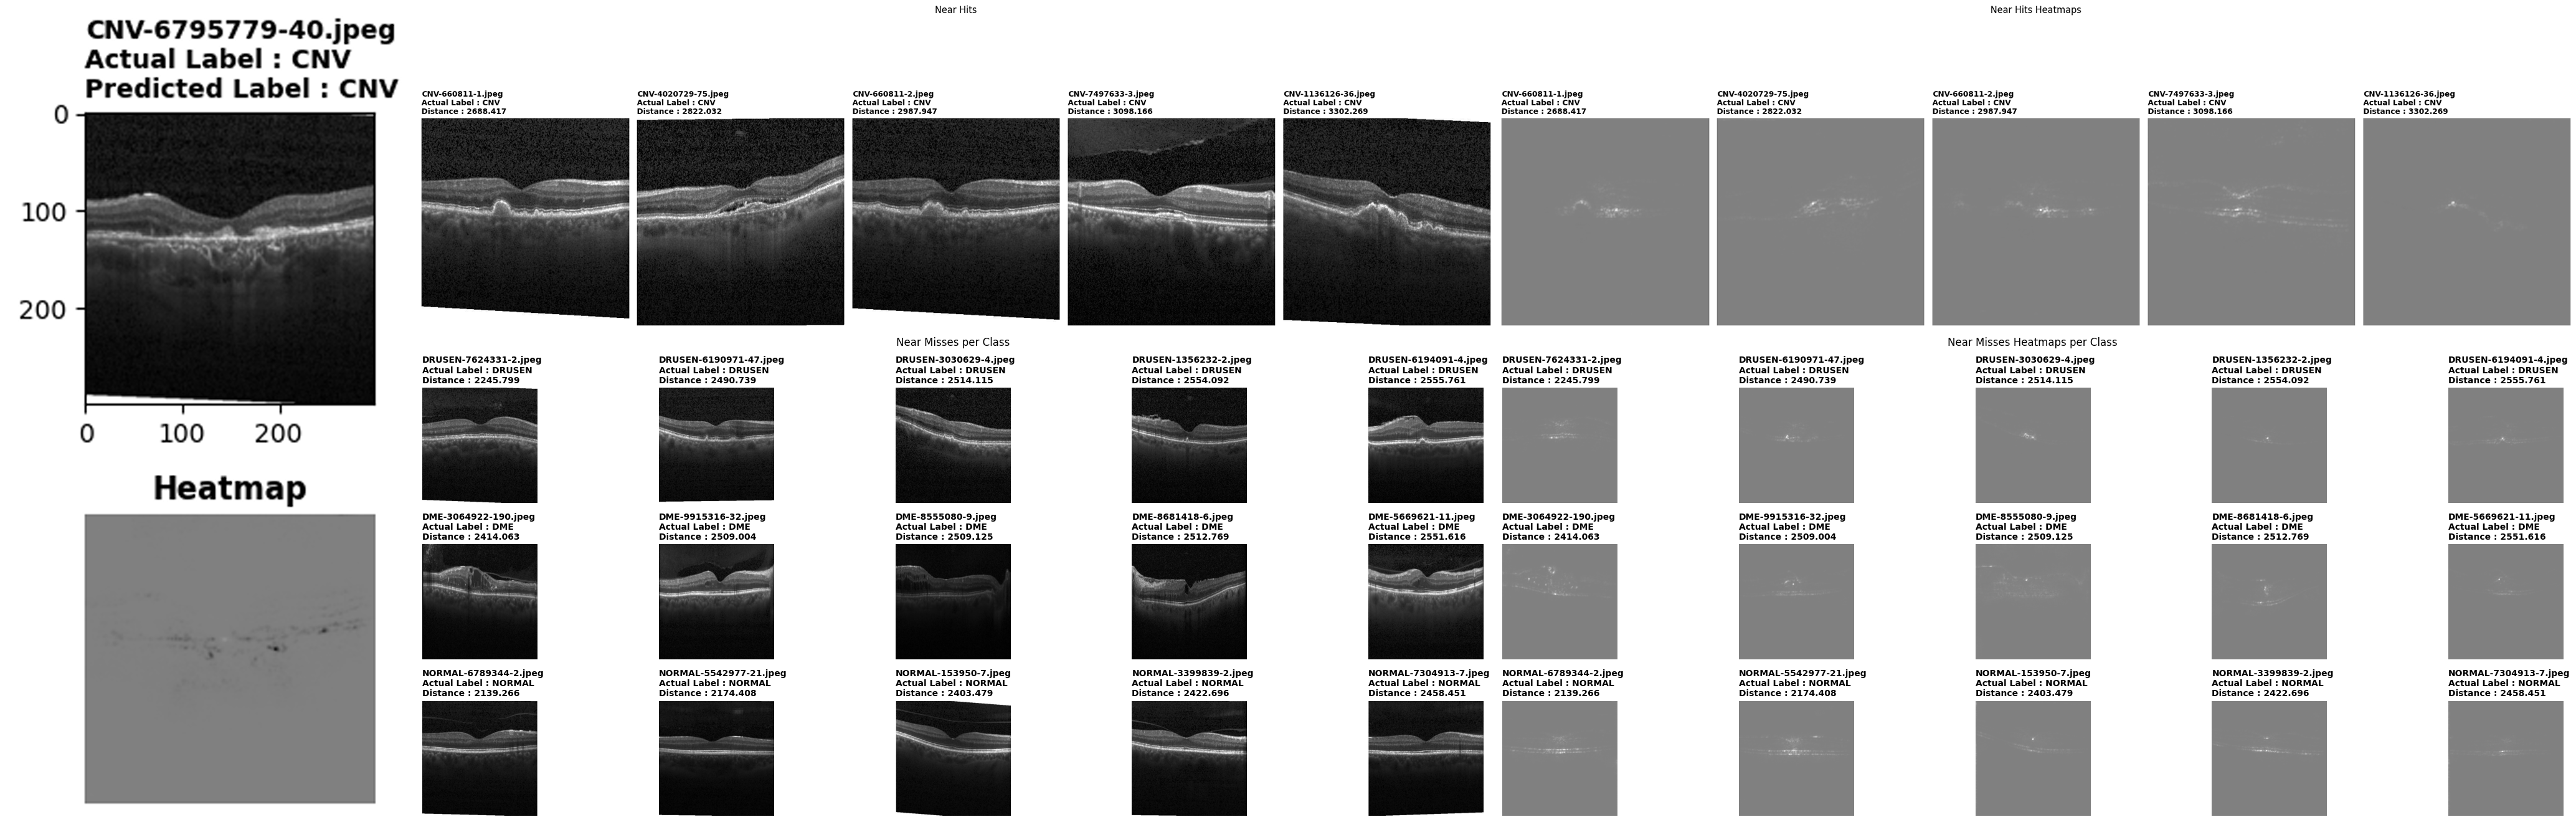 CNV-6795779-40.jpeg
Actual Label : CNV
Predicted Label : CNV
0
100
200
0
100
200
Heatmap
Near Hits
CNV-660811-1.jpeg
Actual Label : CNV
Distance : 2688.417
CNV-4020729-75.jpeg
Actual Label : CNV
Distance : 2822.032
CNV-660811-2.jpeg
Actual Label : CNV
Distance : 2987.947
CNV-7497633-3.jpeg
Actual Label : CNV
Distance : 3098.166
CNV-1136126-36.jpeg
Actual Label : CNV
Distance : 3302.269
Near Hits Heatmaps
CNV-660811-1.jpeg
Actual Label : CNV
Distance : 2688.417
CNV-4020729-75.jpeg
Actual Label : CNV
Distance : 2822.032
CNV-660811-2.jpeg
Actual Label : CNV
Distance : 2987.947
CNV-7497633-3.jpeg
Actual Label : CNV
Distance : 3098.166
CNV-1136126-36.jpeg
Actual Label : CNV
Distance : 3302.269
Near Misses per Class
DRUSEN-7624331-2.jpeg
Actual Label : DRUSEN
Distance : 2245.799
DRUSEN-6190971-47.jpeg
Actual Label : DRUSEN
Distance : 2490.739
DRUSEN-3030629-4.jpeg
Actual Label : DRUSEN
Distance : 2514.115
DRUSEN-1356232-2.jpeg
Actual Label : DRUSEN
Distance : 2554.092
DRUSEN-6194091-4.jpeg
Actual Label : DRUSEN
Distance : 2555.761
DME-3064922-190.jpeg
Actual Label : DME
Distance : 2414.063
DME-9915316-32.jpeg
Actual Label : DME
Distance : 2509.004
DME-8555080-9.jpeg
Actual Label : DME
Distance : 2509.125
DME-8681418-6.jpeg
Actual Label : DME
Distance : 2512.769
DME-5669621-11.jpeg
Actual Label : DME
Distance : 2551.616
NORMAL-6789344-2.jpeg
Actual Label : NORMAL
Distance : 2139.266
NORMAL-5542977-21.jpeg
Actual Label : NORMAL
Distance : 2174.408
NORMAL-153950-7.jpeg
Actual Label : NORMAL
Distance : 2403.479
NORMAL-3399839-2.jpeg
Actual Label : NORMAL
Distance : 2422.696
NORMAL-7304913-7.jpeg
Actual Label : NORMAL
Distance : 2458.451
Near Misses Heatmaps per Class
DRUSEN-7624331-2.jpeg
Actual Label : DRUSEN
Distance : 2245.799
DRUSEN-6190971-47.jpeg
Actual Label : DRUSEN
Distance : 2490.739
DRUSEN-3030629-4.jpeg
Actual Label : DRUSEN
Distance : 2514.115
DRUSEN-1356232-2.jpeg
Actual Label : DRUSEN
Distance : 2554.092
DRUSEN-6194091-4.jpeg
Actual Label : DRUSEN
Distance : 2555.761
DME-3064922-190.jpeg
Actual Label : DME
Distance : 2414.063
DME-9915316-32.jpeg
Actual Label : DME
Distance : 2509.004
DME-8555080-9.jpeg
Actual Label : DME
Distance : 2509.125
DME-8681418-6.jpeg
Actual Label : DME
Distance : 2512.769
DME-5669621-11.jpeg
Actual Label : DME
Distance : 2551.616
NORMAL-6789344-2.jpeg
Actual Label : NORMAL
Distance : 2139.266
NORMAL-5542977-21.jpeg
Actual Label : NORMAL
Distance : 2174.408
NORMAL-153950-7.jpeg
Actual Label : NORMAL
Distance : 2403.479
NORMAL-3399839-2.jpeg
Actual Label : NORMAL
Distance : 2422.696
NORMAL-7304913-7.jpeg
Actual Label : NORMAL
Distance : 2458.451